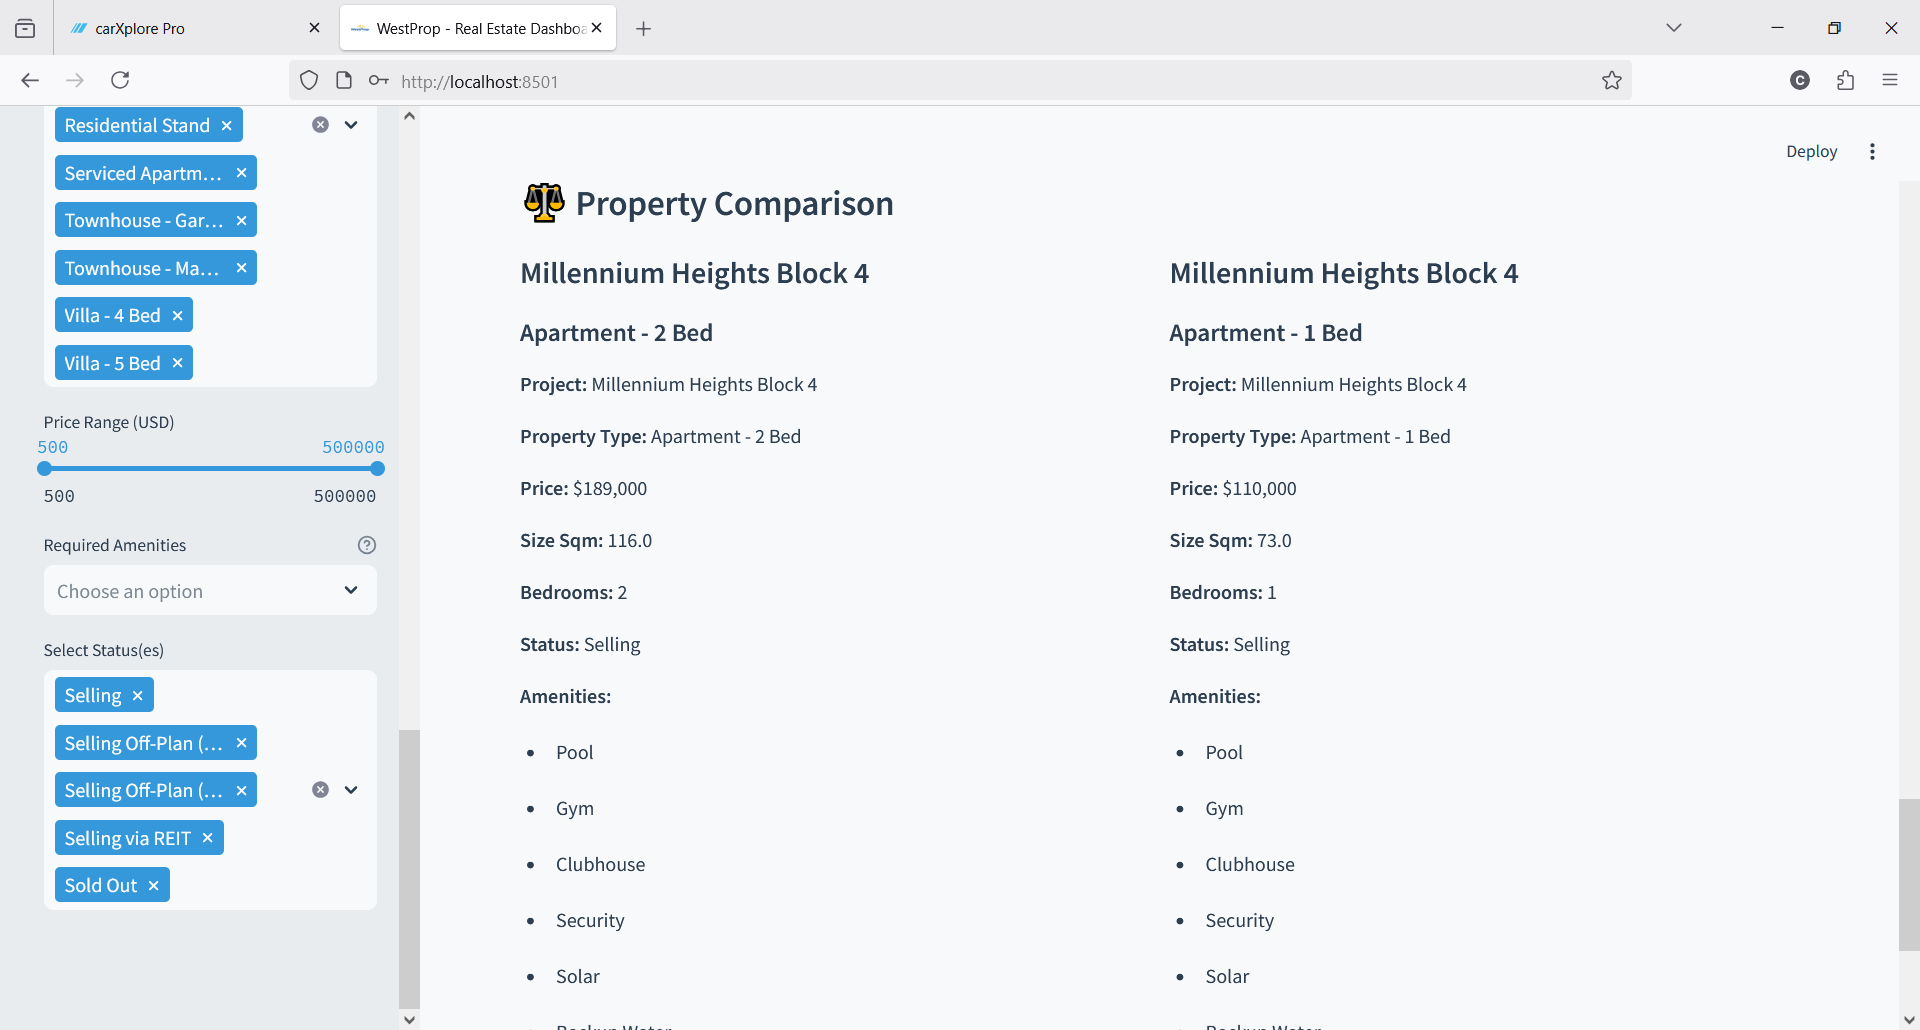 carXplore Pro
WestProp - Real Estate Dashboa
http://localhost:8501
C
Residential Stand
Serviced Apartm...
Townhouse - Gar...
Townhouse - Ma...
Villa - 4 Bed
Villa - 5 Bed
Price Range (USD)
500 500000
500 500000
Required Amenities
Choose an option
Select Status(es)
Selling
Selling Off-Plan (...
Selling Off-Plan (...
Selling via REIT
Sold Out
Deploy
Property Comparison
Millennium Heights Block 4
Apartment - 2 Bed
Project: Millennium Heights Block 4
Property Type: Apartment - 2 Bed
Price: $189,000
Size Sqm: 116.0
Bedrooms: 2
Status: Selling
Amenities:
• Pool
• Gym
• Clubhouse
• Security
• Solar
Backup Water
Millennium Heights Block 4
Apartment - 1 Bed
Project: Millennium Heights Block 4
Property Type: Apartment - 1 Bed
Price: $110,000
Size Sqm: 73.0
Bedrooms: 1
Status: Selling
Amenities:
• Pool
• Gym
• Clubhouse
• Security
• Solar
Backup Water